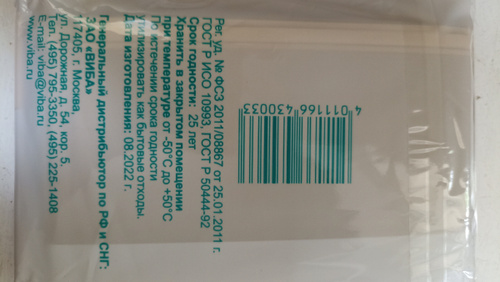 4 011166 430033
Рег. уд. № ФСЗ 2011/08867 от 25.01.2011 г.
ГОСТ Р ИСО 10993, ГОСТ Р 50444-92
Срок годности: 25 лет
Хранить в закрытом помещении
при температуре от -50°С до +50°С
По истечении срока годности
утилизировать как бытовые отходы.
Дата изготовления: 08.2022 г.
Генеральный дистрибьютор по РФ и СНГ:
ЗАО «ВИБА»
117405, г. Москва,
ул. Дорожная, д. 54, кор. 5,
Тел. (495) 795-3350, (495) 225-1408
E-mail: viba@viba.ru
www.viba.ru